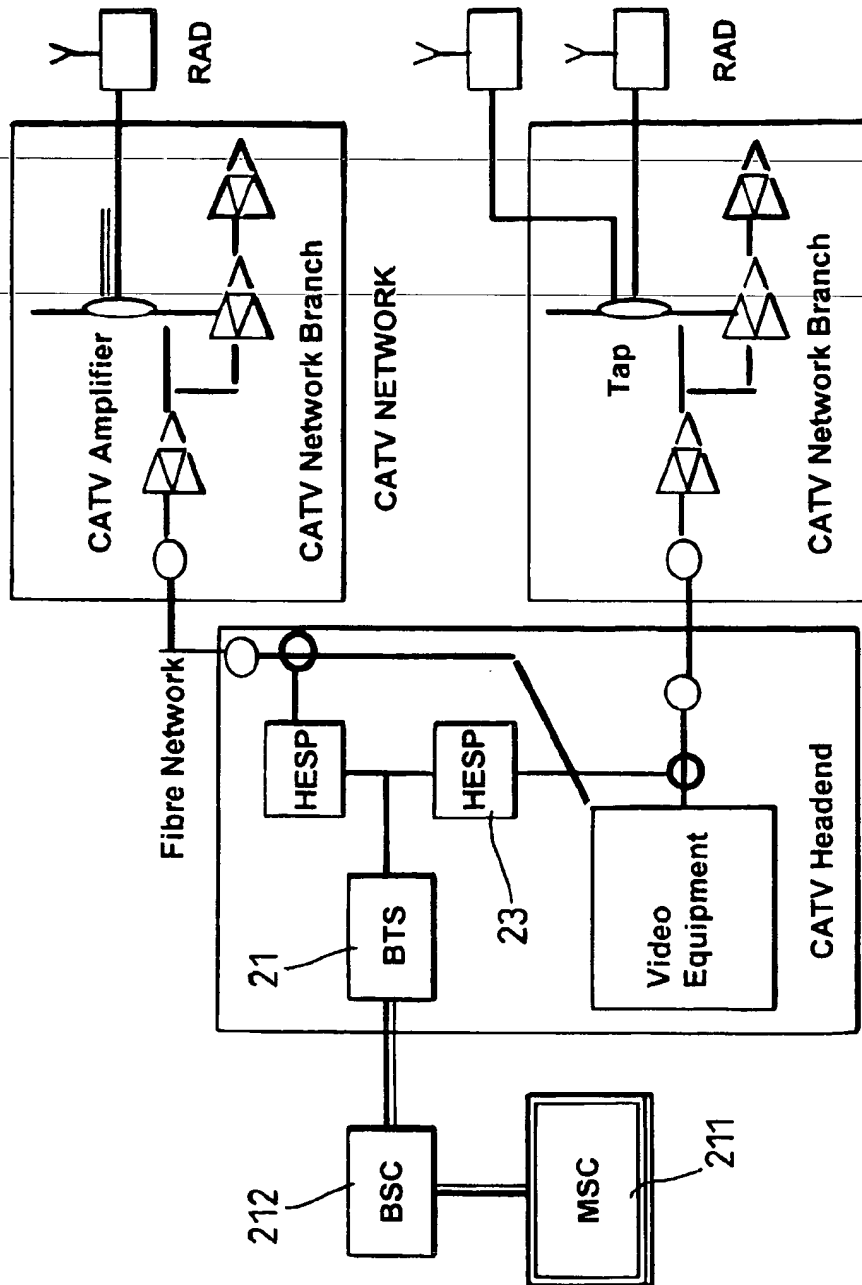 RAD
RAD
CATV Amplifier
CATV Network Branch
CATV NETWORK
Tap
CATV Network Branch
Fibre Network
HESP
HESP
23
21
BTS
Video
Equipment
CATV Headend
212
BSC
MSC
211